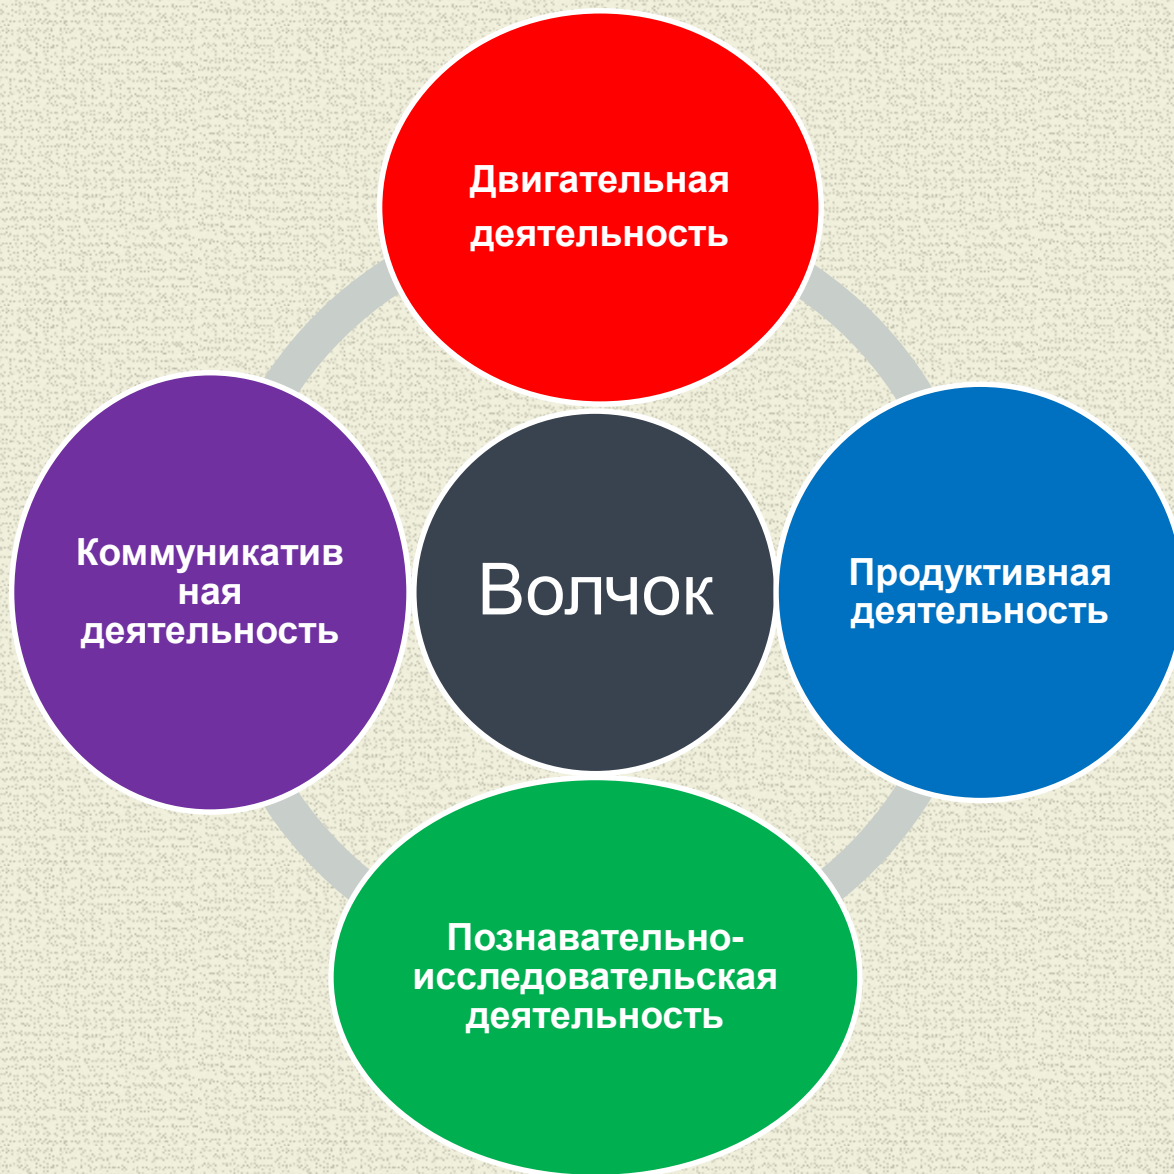 Двигательная
деятельность
Коммуникатив
ная
деятельность
Волчок
Продуктивная
деятельность
Познавательно-
исследовательская
деятельность